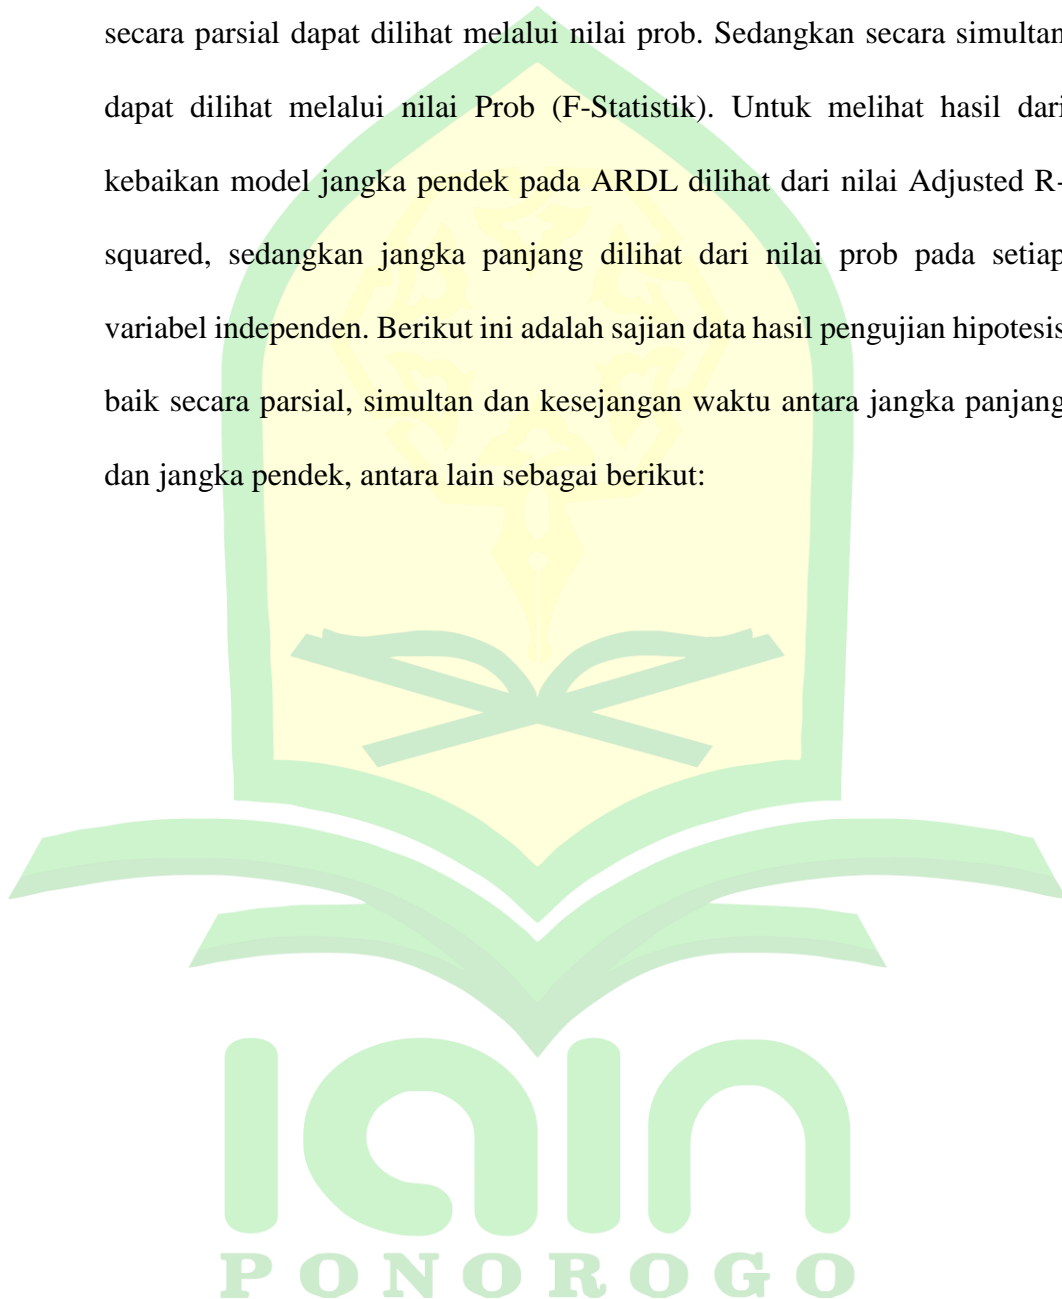 secara parsial dapat dilihat melalui nilai prob. Sedangkan secara simultan
dapat dilihat melalui nilai Prob (F-Statistik). Untuk melihat hasil dari
kebaikan model jangka pendek pada ARDL dilihat dari nilai Adjusted R-
squared, sedangkan jangka panjang dilihat dari nilai prob pada setiap
variabel independen. Berikut ini adalah sajian data hasil pengujian hipotesis
baik secara parsial, simultan dan kesejangan waktu antara jangka panjang
dan jangka pendek, antara lain sebagai berikut:
iain
PONOROGO